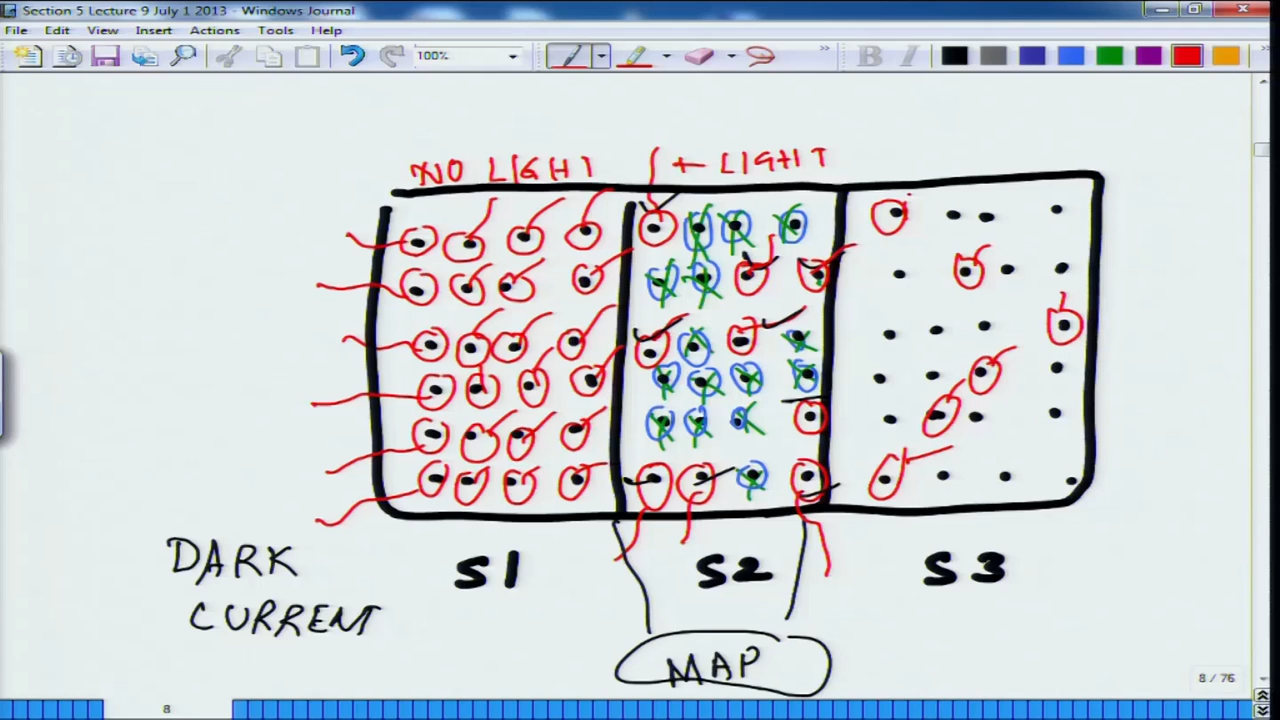 Section 5 Lecture 9 July 1 2013 - Windows Journal
File Edit View Insert Actions Tools Help
100%
B I
NO LIGHT ← LIGHT
S1 S2 S3
DARK
CURRENT
MAP
8 / 76
8